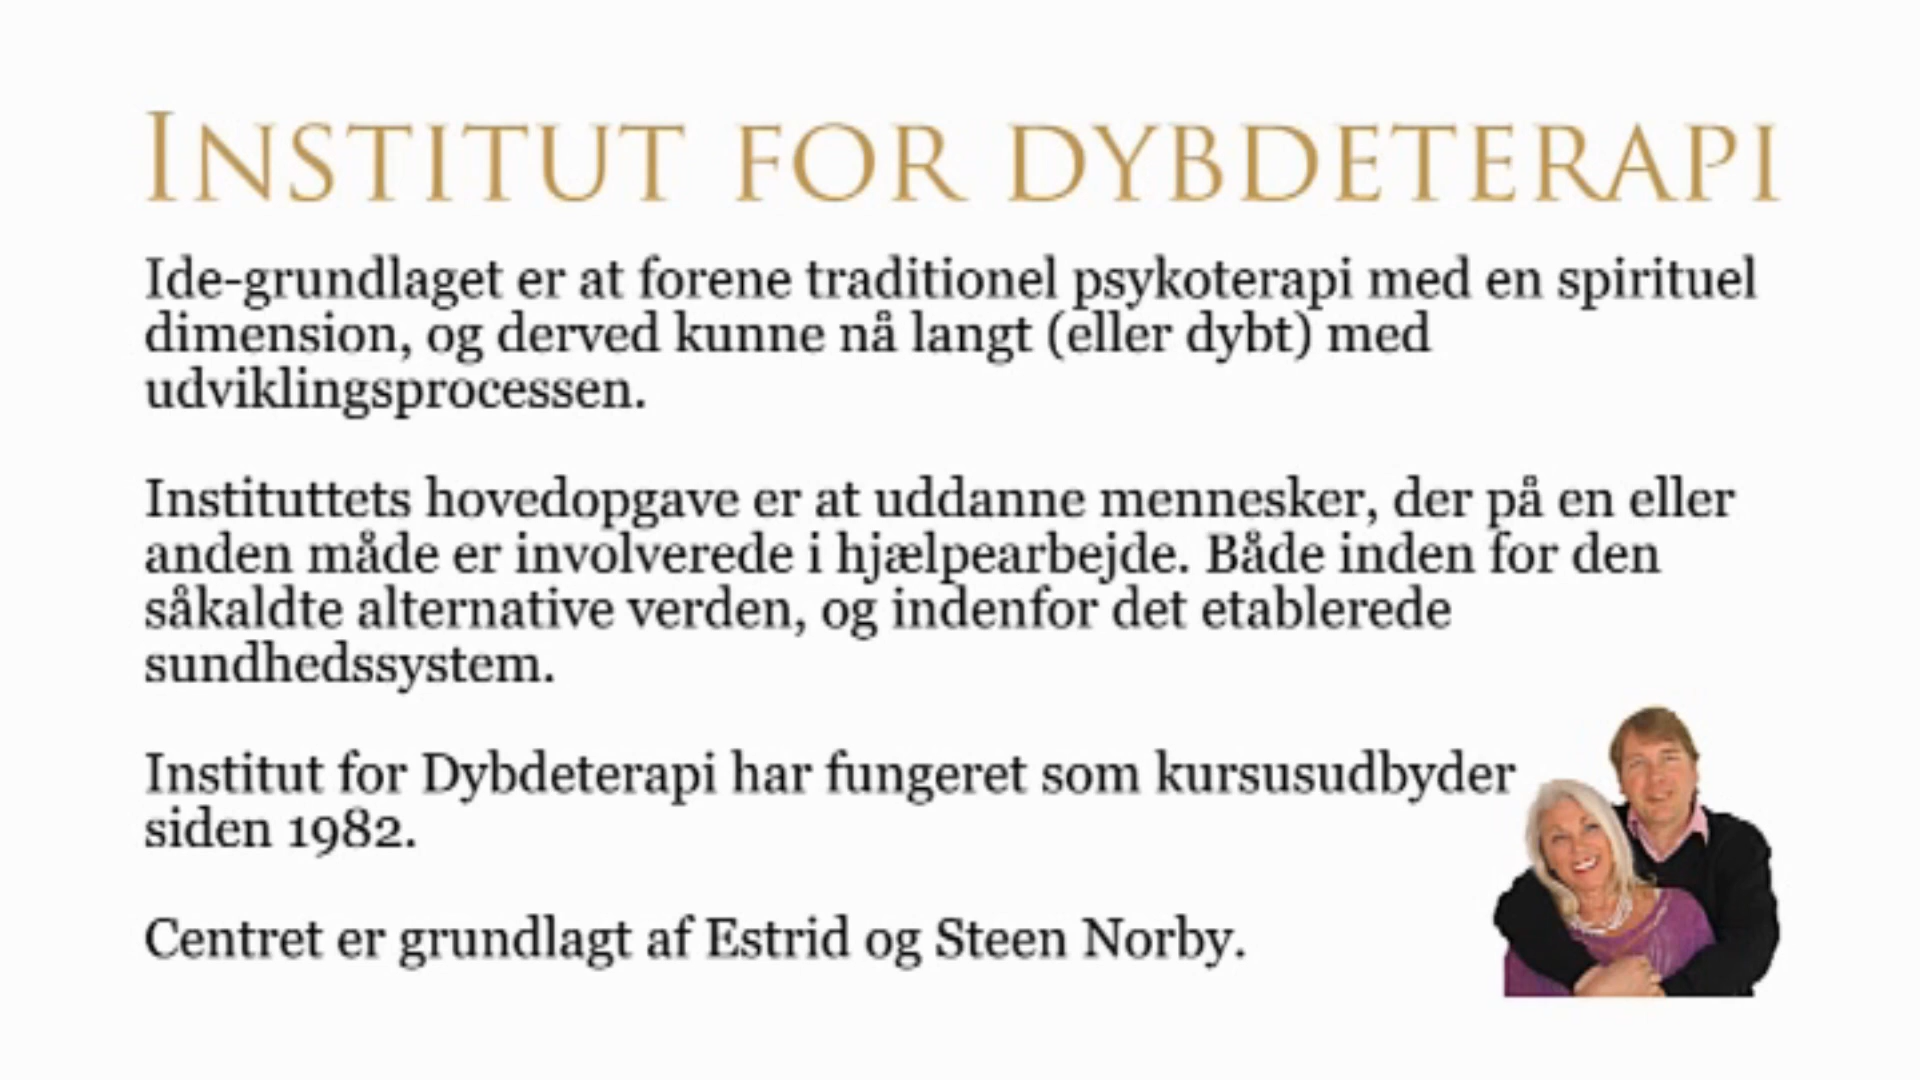 INSTITUT FOR DYBDETERAPI
Ide-grundlaget er at forene traditionel psykoterapi med en spirituel
dimension, og derved kunne nå langt (eller dybt) med
udviklingsprocessen.
Instituttets hovedopgave er at uddanne mennesker, der på en eller
anden måde er involverede i hjælpearbejde. Både inden for den
såkaldte alternative verden, og indenfor det etablerede
sundhedssystem.
Institut for Dybdeterapi har fungeret som kursusudbyder
siden 1982.
Centret er grundlagt af Estrid og Steen Norby.